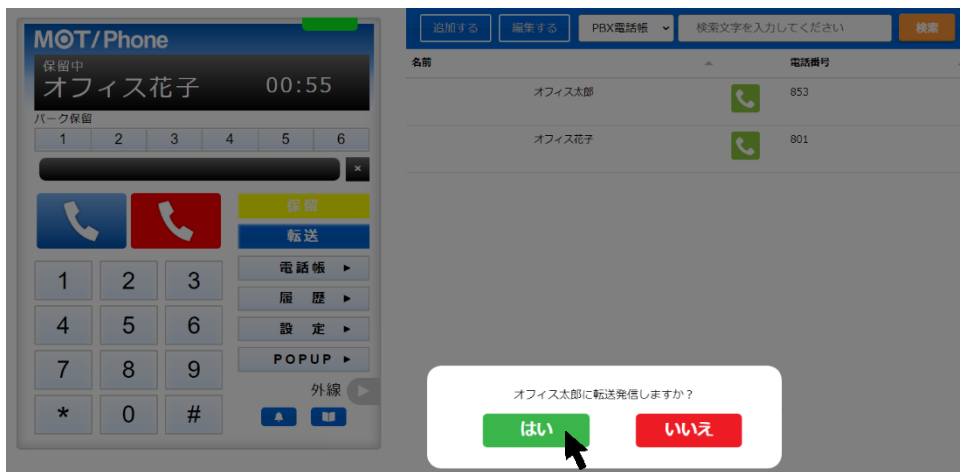 MOT/Phone
保留中
オフィス花子 00:55
パーク保留
1 2 3 4 5 6
×
保留
転送
電話帳 ▶
履 歴 ▶
設 定 ▶
POPUP ▶
外線
1 2 3
4 5 6
7 8 9
* 0 #
追加する 編集する PBX電話帳 検索文字を入力してください 検索
名前 電話番号
オフィス太郎 853
オフィス花子 801
オフィス太郎に転送発信しますか？
はい いいえ